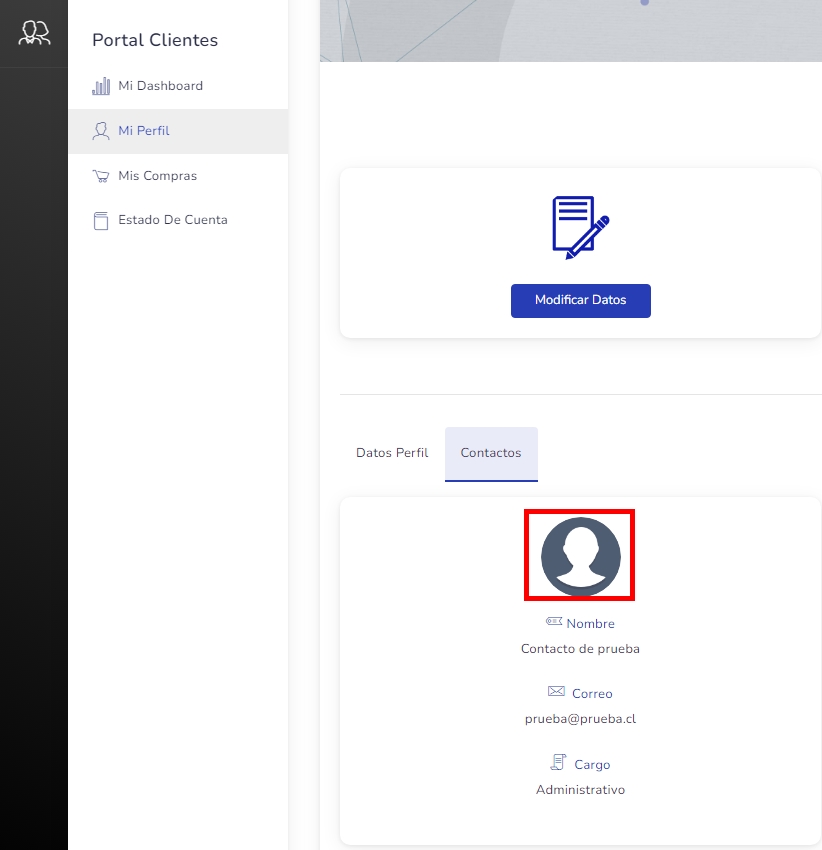 Portal Clientes
Mi Dashboard
Mi Perfil
Mis Compras
Estado De Cuenta
Modificar Datos
Datos Perfil
Contactos
Nombre
Contacto de prueba
Correo
prueba@prueba.cl
Cargo
Administrativo